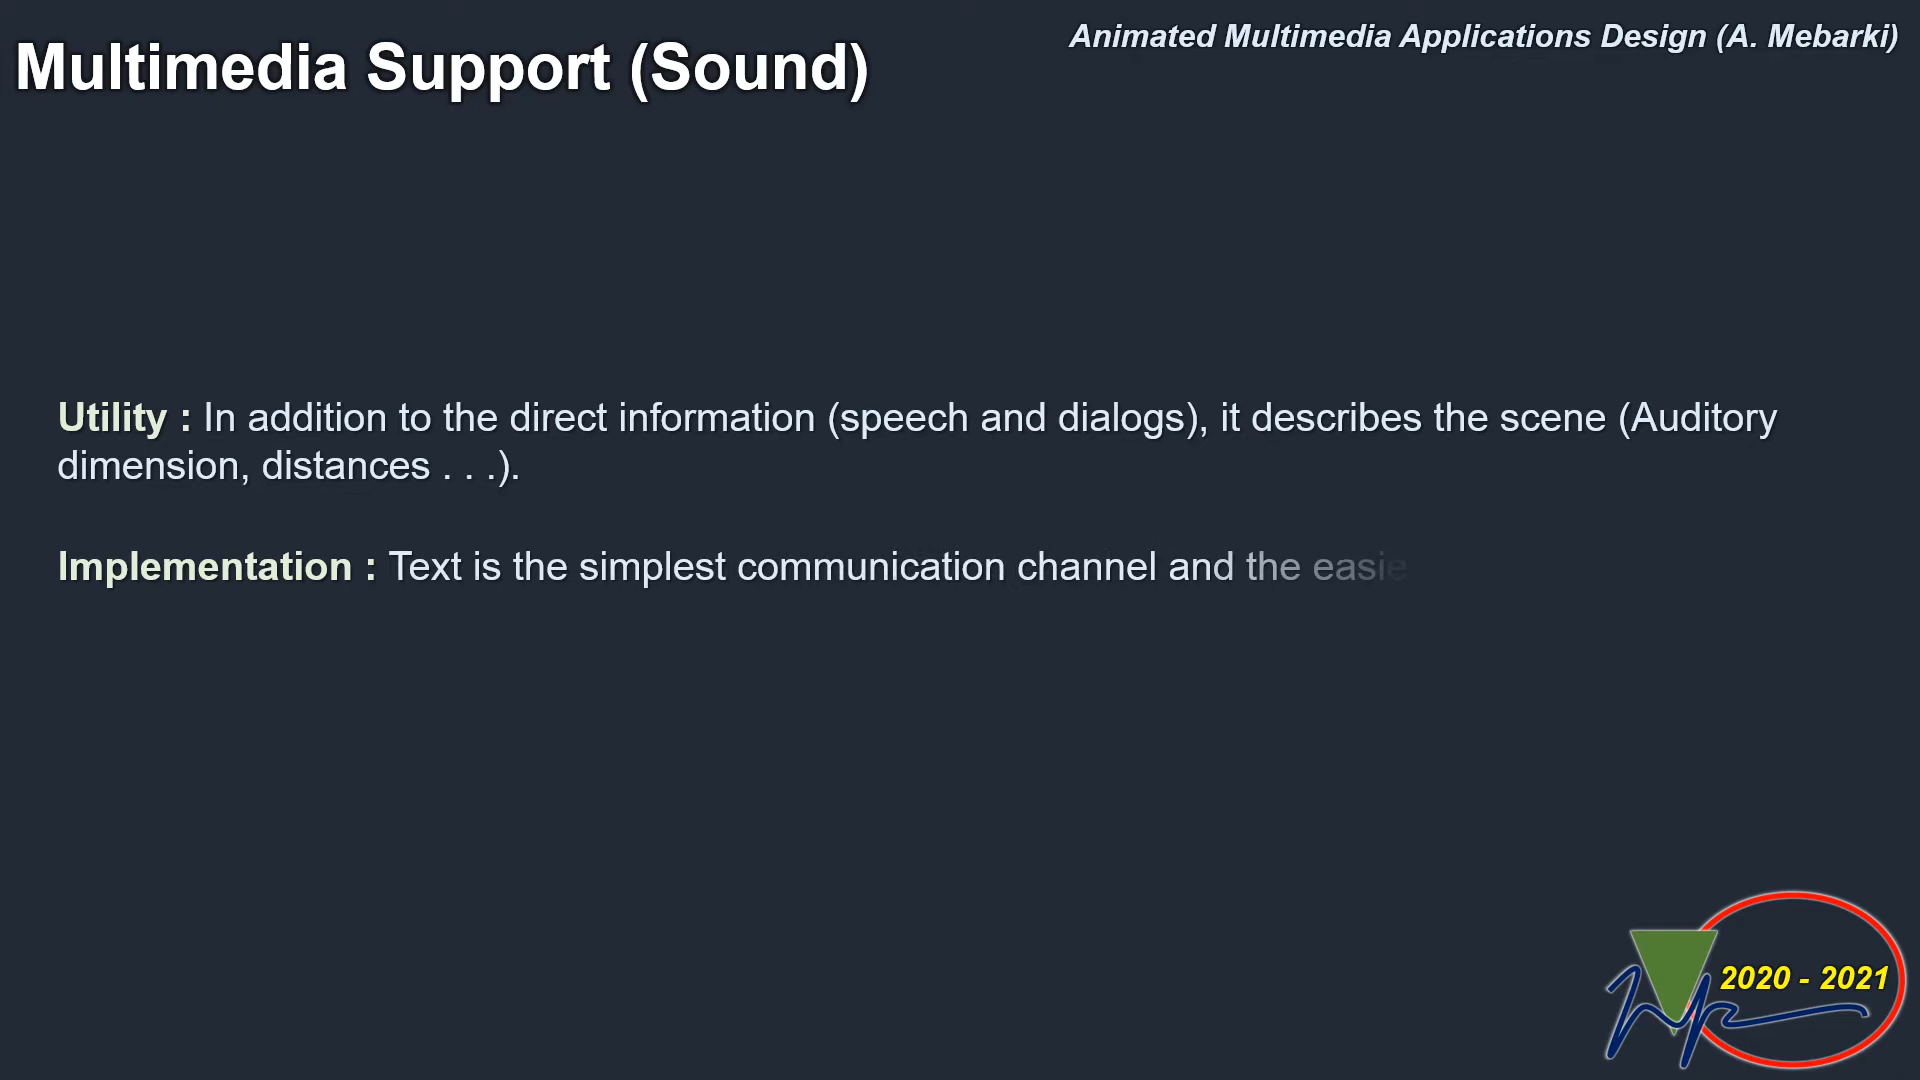 Multimedia Support (Sound)
Animated Multimedia Applications Design (A. Mebarki)
Utility : In addition to the direct information (speech and dialogs), it describes the scene (Auditory
dimension, distances . . .).
Implementation : Text is the simplest communication channel and the easie
2020 - 2021